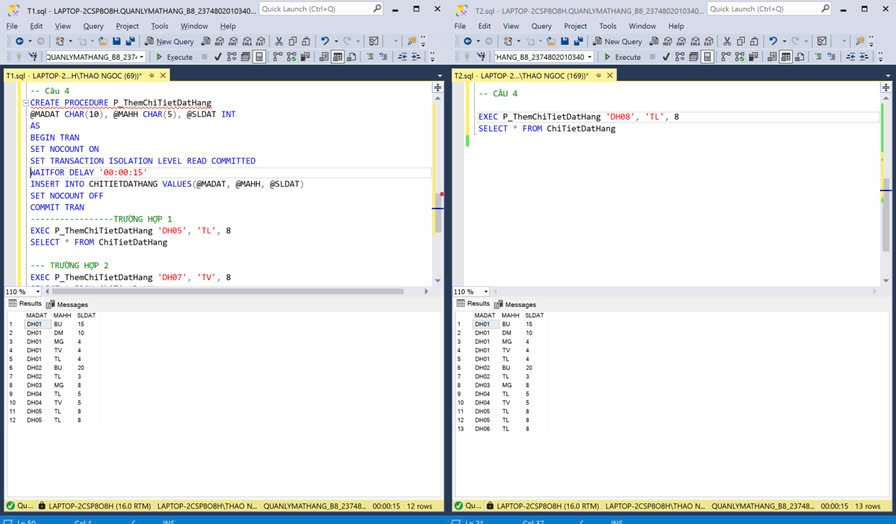 T1.sql - LAPTOP-2CSP8O8H.QUANLYMATHANG_B8_2374802010340...
Quick Launch (Ctrl+Q)
File Edit View Query Project Tools Window Help
New Query
QUANLYMATHANG_B8_2374
Execute
T1.sql - LAPTOP-2...H\THAO NGOC (69))*
-- Câu 4
CREATE PROCEDURE P_ThemChiTietDatHang
@MADAT CHAR(10), @MAHH CHAR(5), @SLDAT INT
AS
BEGIN TRAN
SET NOCOUNT ON
SET TRANSACTION ISOLATION LEVEL READ COMMITTED
WAITFOR DELAY '00:00:15'
INSERT INTO CHITIETDATHANG VALUES(@MADAT, @MAHH, @SLDAT)
SET NOCOUNT OFF
COMMIT TRAN
-----------------TRƯỜNG HỢP 1
EXEC P_ThemChiTietDatHang 'DH05', 'TL', 8
SELECT * FROM ChiTietDatHang
--- TRƯỜNG HỢP 2
EXEC P_ThemChiTietDatHang 'DH07', 'TV', 8
110 %
Results Messages
MADAT MAHH SLDAT
1 DH01 BU 15
2 DH01 DM 10
3 DH01 MG 4
4 DH01 TV 4
5 DH01 TL 4
6 DH02 BU 20
7 DH02 TL 3
8 DH03 MG 8
9 DH04 TL 5
10 DH04 TV 5
11 DH05 TL 8
12 DH05 TL 8
Qu... LAPTOP-2CSP8O8H (16.0 RTM) LAPTOP-2CSP8O8H\THAO N... QUANLYMATHANG_B8_23748... 00:00:15 12 rows
Ln 50 Col 1 INS
T2.sql - LAPTOP-2CSP8O8H.QUANLYMATHANG_B8_2374802010340...
Quick Launch (Ctrl+Q)
File Edit View Query Project Tools Window Help
New Query
HANG_B8_2374802010340
Execute
T2.sql - LAPTOP-2...\THAO NGOC (169))*
-- CÂU 4
EXEC P_ThemChiTietDatHang 'DH08', 'TL', 8
SELECT * FROM ChiTietDatHang
110 %
Results Messages
MADAT MAHH SLDAT
1 DH01 BU 15
2 DH01 DM 10
3 DH01 MG 4
4 DH01 TV 4
5 DH01 TL 4
6 DH02 BU 20
7 DH02 TL 3
8 DH03 MG 8
9 DH04 TL 5
10 DH04 TV 5
11 DH05 TL 8
12 DH05 TL 8
13 DH06 TL 8
Qu... LAPTOP-2CSP8O8H (16.0 RTM) LAPTOP-2CSP8O8H\THAO N... QUANLYMATHANG_B8_23748... 00:00:15 13 rows
Ln 21 Col 37 INS